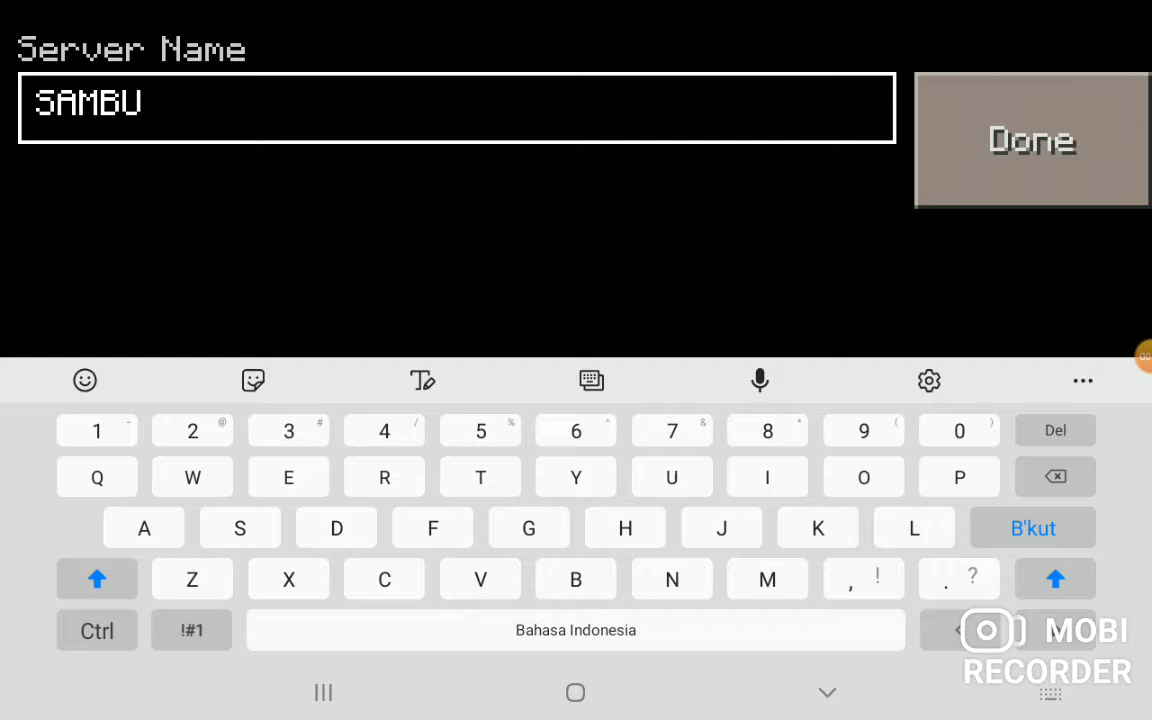 Server Name
SAMBU
Done
00
1 - 2 @ 3 # 4 / 5 % 6 ^ 7 & 8 * 9 ( 0 ) Del
Q W E R T Y U I O P
A S D F G H J K L B'kut
Z X C V B N M , ! . ?
Ctrl !#1 Bahasa Indonesia <
MOBI
RECORDER